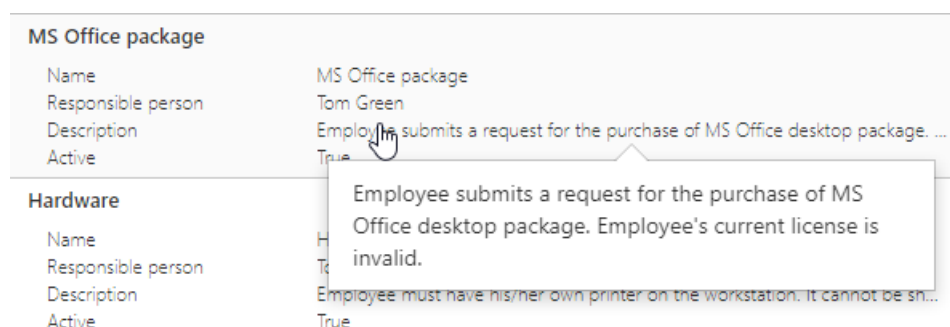 MS Office package
Name MS Office package
Responsible person Tom Green
Description Employee submits a request for the purchase of MS Office desktop package. ...
Active True
Employee submits a request for the purchase of MS
Office desktop package. Employee's current license is
invalid.
Hardware
Name
Responsible person
Description Employee must have his/her own printer on the workstation. It cannot be sh...
Active True